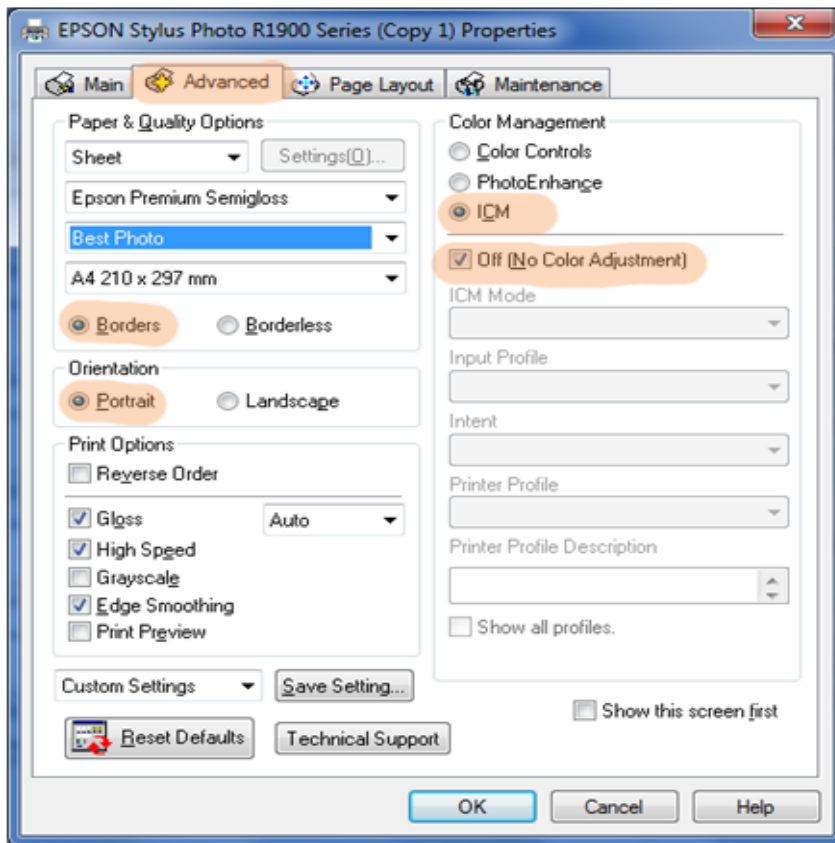 EPSON Stylus Photo R1900 Series (Copy 1) Properties
Main Advanced Page Layout Maintenance
Paper & Quality Options
Sheet Settings(O)...
Epson Premium Semigloss
Best Photo
A4 210 x 297 mm
Borders Borderless
Orientation
Portrait Landscape
Print Options
Reverse Order
Gloss Auto
High Speed
Grayscale
Edge Smoothing
Print Preview
Custom Settings Save Setting...
Reset Defaults Technical Support
Color Management
Color Controls
PhotoEnhance
ICM
Off (No Color Adjustment)
ICM Mode
Input Profile
Intent
Printer Profile
Printer Profile Description
Show all profiles.
Show this screen first
OK Cancel Help